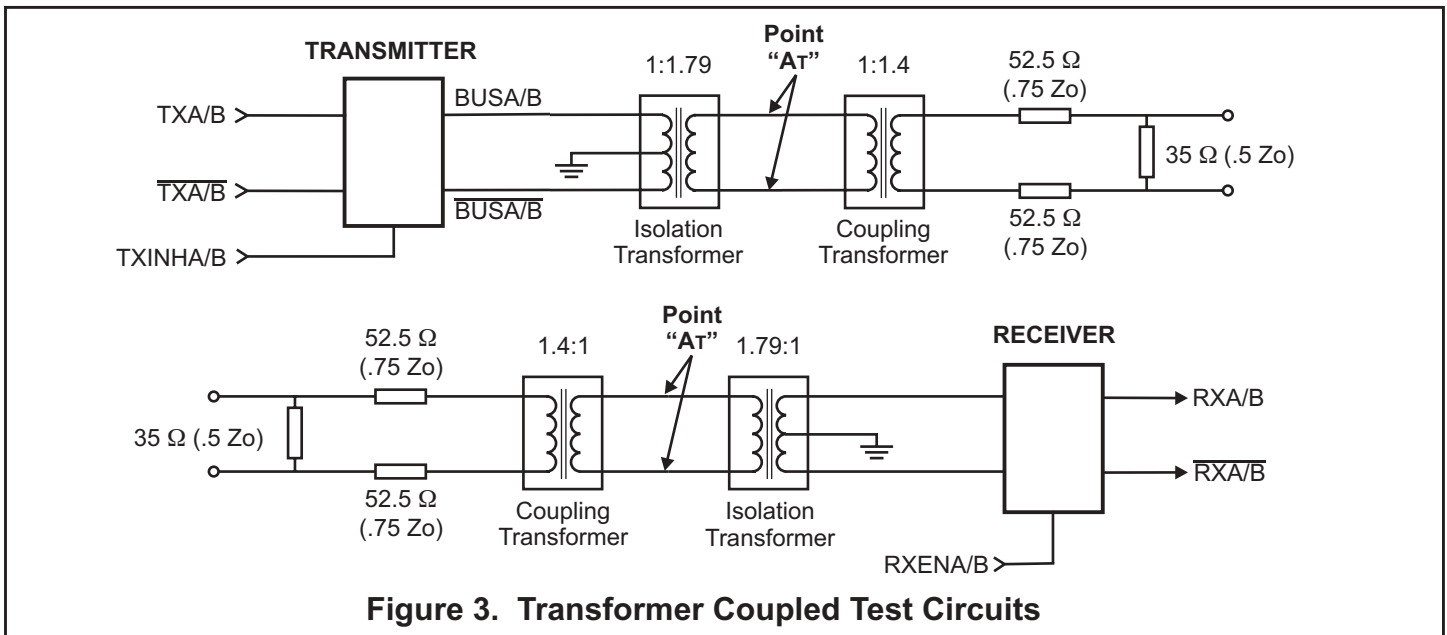 TRANSMITTER
Point
“AT”
1:1.79
1:1.4
52.5 Ω
(.75 Zo)
TXA/B
BUSA/B
35 Ω (.5 Zo)
TXA/B
BUSA/B
52.5 Ω
(.75 Zo)
Isolation
Transformer
Coupling
Transformer
TXINHA/B
Point
“AT”
52.5 Ω
(.75 Zo)
1.4:1
1.79:1
RECEIVER
RXA/B
35 Ω (.5 Zo)
RXA/B
52.5 Ω
(.75 Zo)
Coupling
Transformer
Isolation
Transformer
RXENA/B
Figure 3. Transformer Coupled Test Circuits